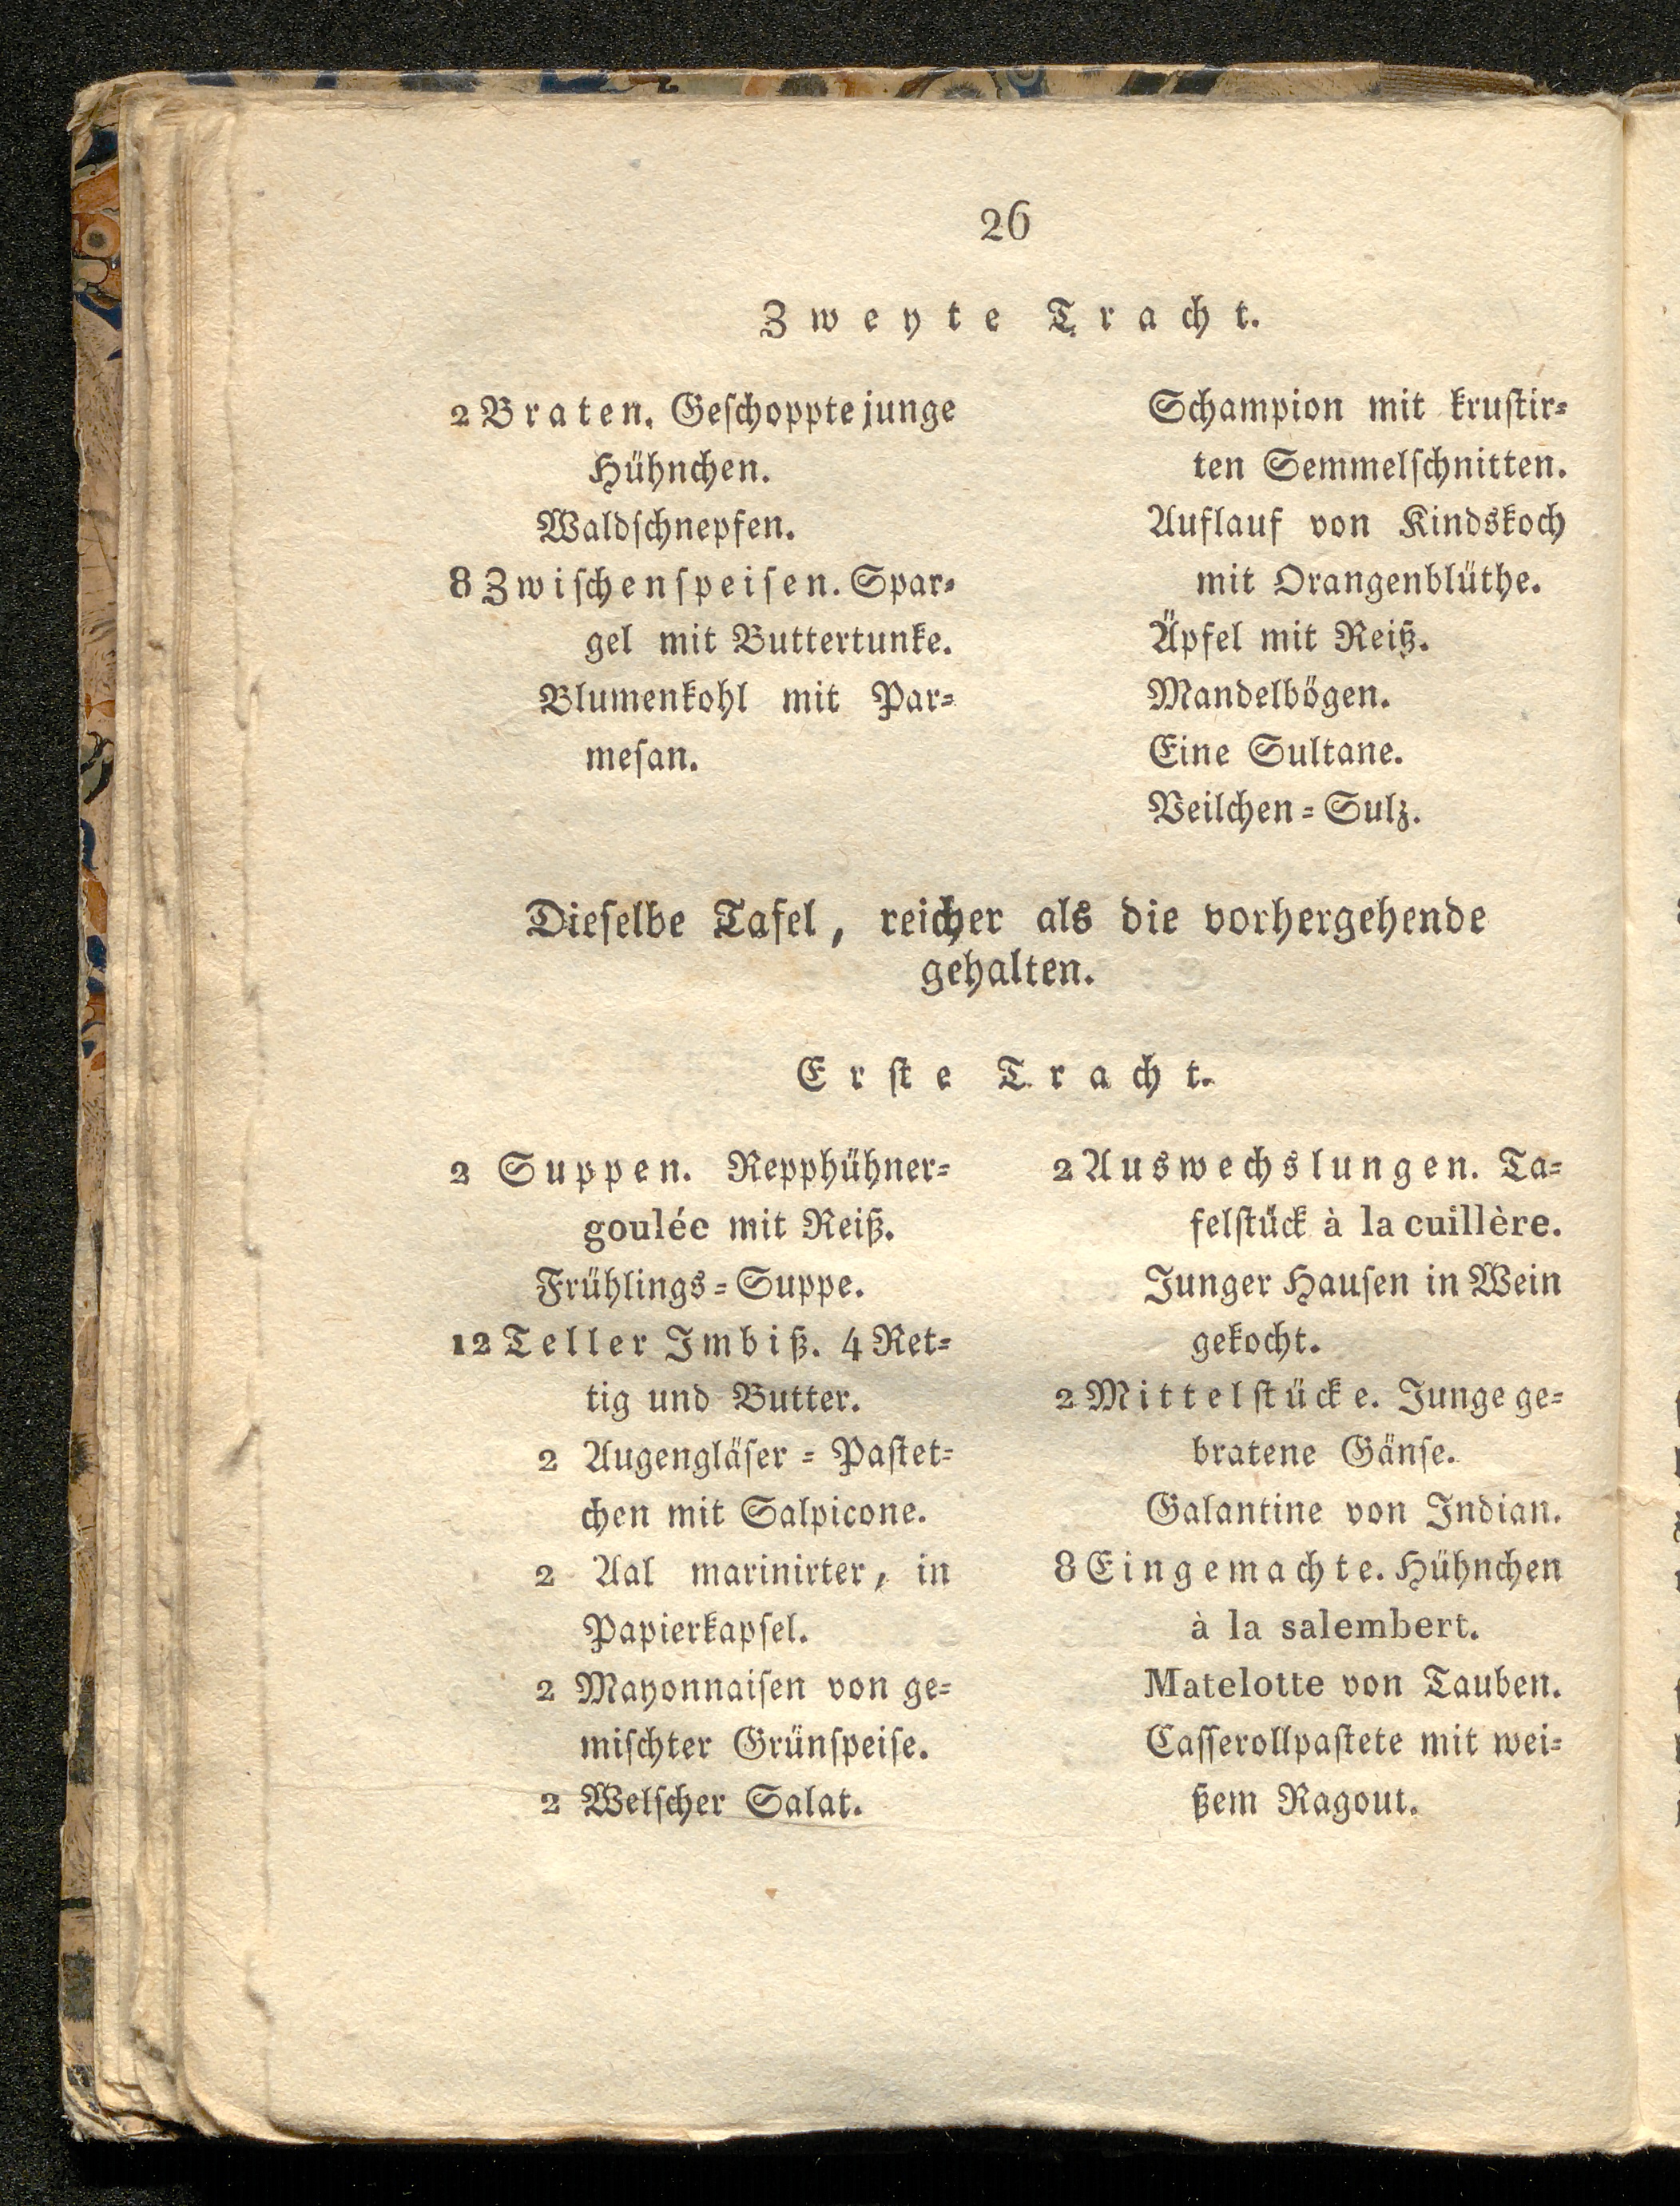 26
Zweyte Tracht.
2 Braten. Geschoppte junge
Hühnchen.
Waldschnepfen.
8 Zwischenspeisen. Spar-
gel mit Buttertunke.
Blumenkohl mit Par-
mesan.
Schampion mit krustir-
ten Semmelschnitten.
Auflauf von Kindskoch
mit Orangenblüthe.
Äpfel mit Reiß.
Mandelbögen.
Eine Sultane.
Veilchen-Sulz.
Dieselbe Tafel, reicher als die vorhergehende
gehalten.
Erste Tracht.
2 Suppen. Repphühner-
goulée mit Reiß.
Frühlings-Suppe.
12 Teller Imbiß. 4 Ret-
tig und Butter.
2 Augengläser-Pastet-
chen mit Salpicone.
2 Aal marinirter, in
Papierkapsel.
2 Mayonnaisen von ge-
mischter Grünspeise.
2 Welscher Salat.
2 Auswechslungen. Ta-
felstück à la cuillère.
Junger Hausen in Wein
gekocht.
2 Mittelstücke. Junge ge-
bratene Gänse.
Galantine von Indian.
8 Eingemachte. Hühnchen
à la salembert.
Matelotte von Tauben.
Casserollpastete mit wei-
ßem Ragout.